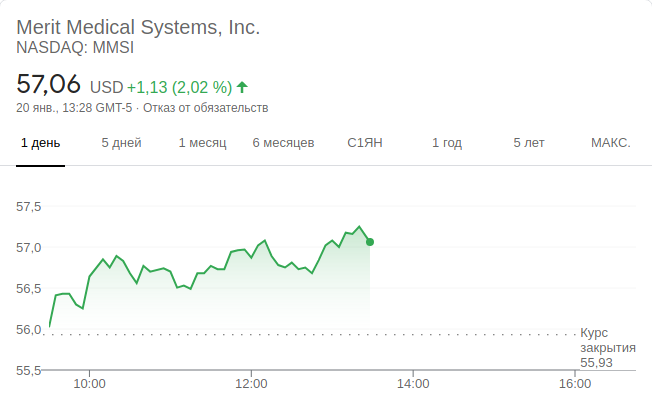 Merit Medical Systems, Inc.
NASDAQ: MMSI
57,06 USD +1,13 (2,02 %)
20 янв., 13:28 GMT-5 · Отказ от обязательств
1 день 5 дней 1 месяц 6 месяцев С1ЯН 1 год 5 лет МАКС.
57,5
57,0
56,5
56,0
Курс
закрытия
55,93
55,5
10:00 12:00 14:00 16:00